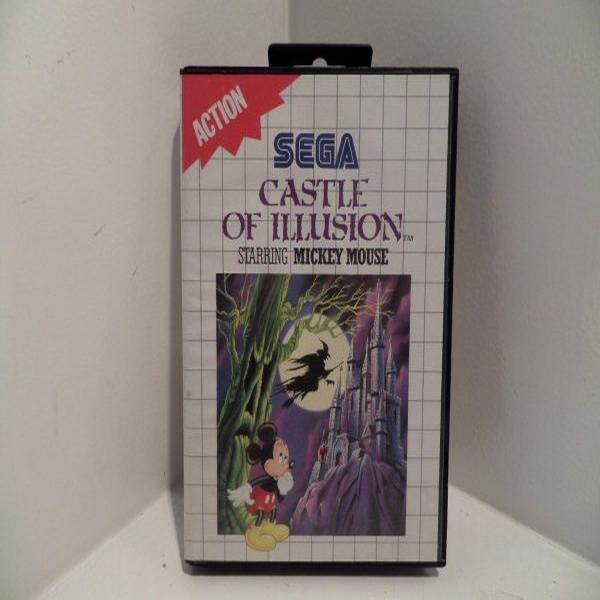 ACTION
SEGA
CASTLE
OF ILLUSION™
STARRING MICKEY MOUSE